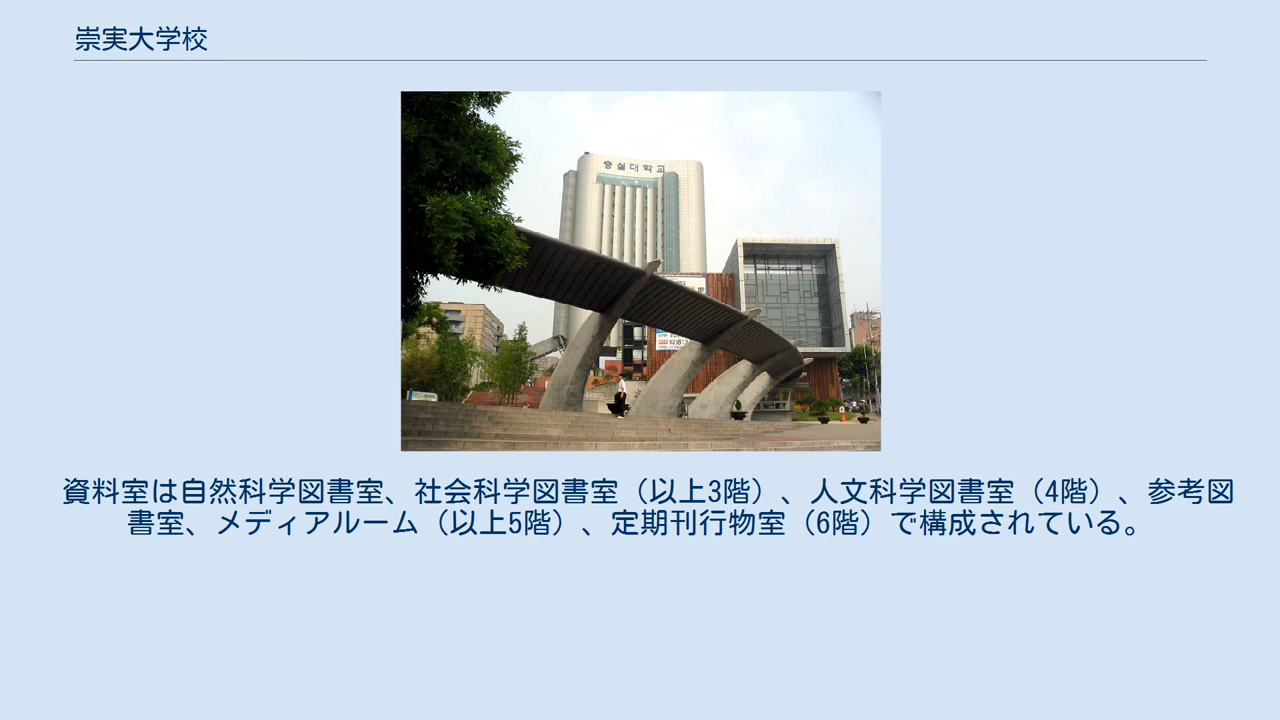 崇実大学校
숭실대학교
資料室は自然科学図書室、社会科学図書室（以上3階）、人文科学図書室（4階）、参考図
書室、メディアルーム（以上5階）、定期刊行物室（6階）で構成されている。